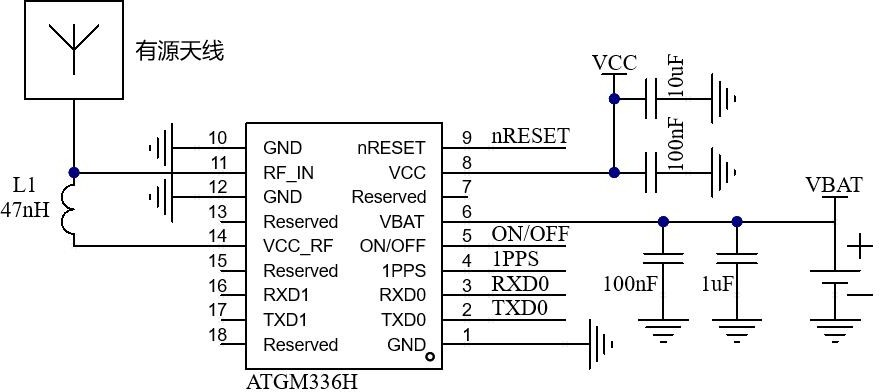 有源天线
VCC
10uF
100nF
L1
47nH
10 GND nRESET 9 nRESET
11 RF_IN VCC 8
12 GND Reserved 7
13 Reserved VBAT 6
14 VCC_RF ON/OFF 5 ON/OFF
15 Reserved 1PPS 4 1PPS
16 RXD1 RXD0 3 RXD0
17 TXD1 TXD0 2 TXD0
18 Reserved GND 1
ATGM336H
VBAT
+
100nF
1uF
−